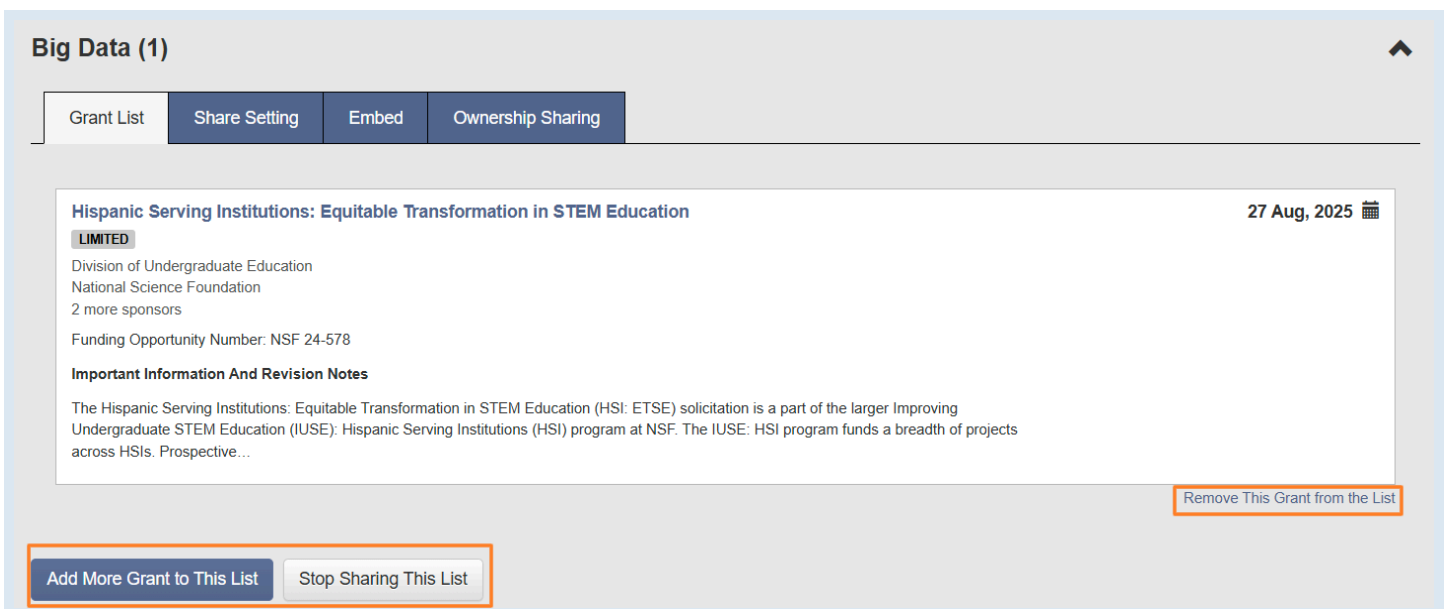 Big Data (1)
Grant List
Share Setting
Embed
Ownership Sharing
Hispanic Serving Institutions: Equitable Transformation in STEM Education
27 Aug, 2025
LIMITED
Division of Undergraduate Education
National Science Foundation
2 more sponsors
Funding Opportunity Number: NSF 24-578
Important Information And Revision Notes
The Hispanic Serving Institutions: Equitable Transformation in STEM Education (HSI: ETSE) solicitation is a part of the larger Improving
Undergraduate STEM Education (IUSE): Hispanic Serving Institutions (HSI) program at NSF. The IUSE: HSI program funds a breadth of projects
across HSIs. Prospective…
Remove This Grant from the List
Add More Grant to This List
Stop Sharing This List